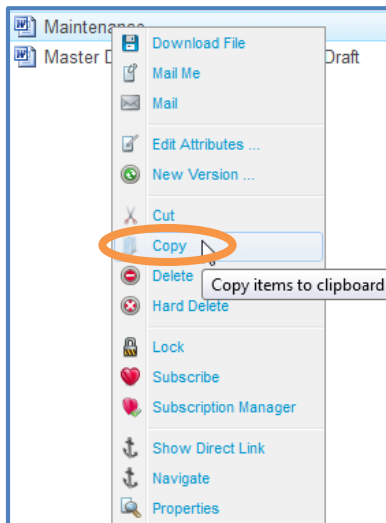 Maintenance
Download File
Master D Draft
Mail Me
Mail
Edit Attributes ...
New Version ...
Cut
Copy
Delete
Copy items to clipboard
Hard Delete
Lock
Subscribe
Subscription Manager
Show Direct Link
Navigate
Properties